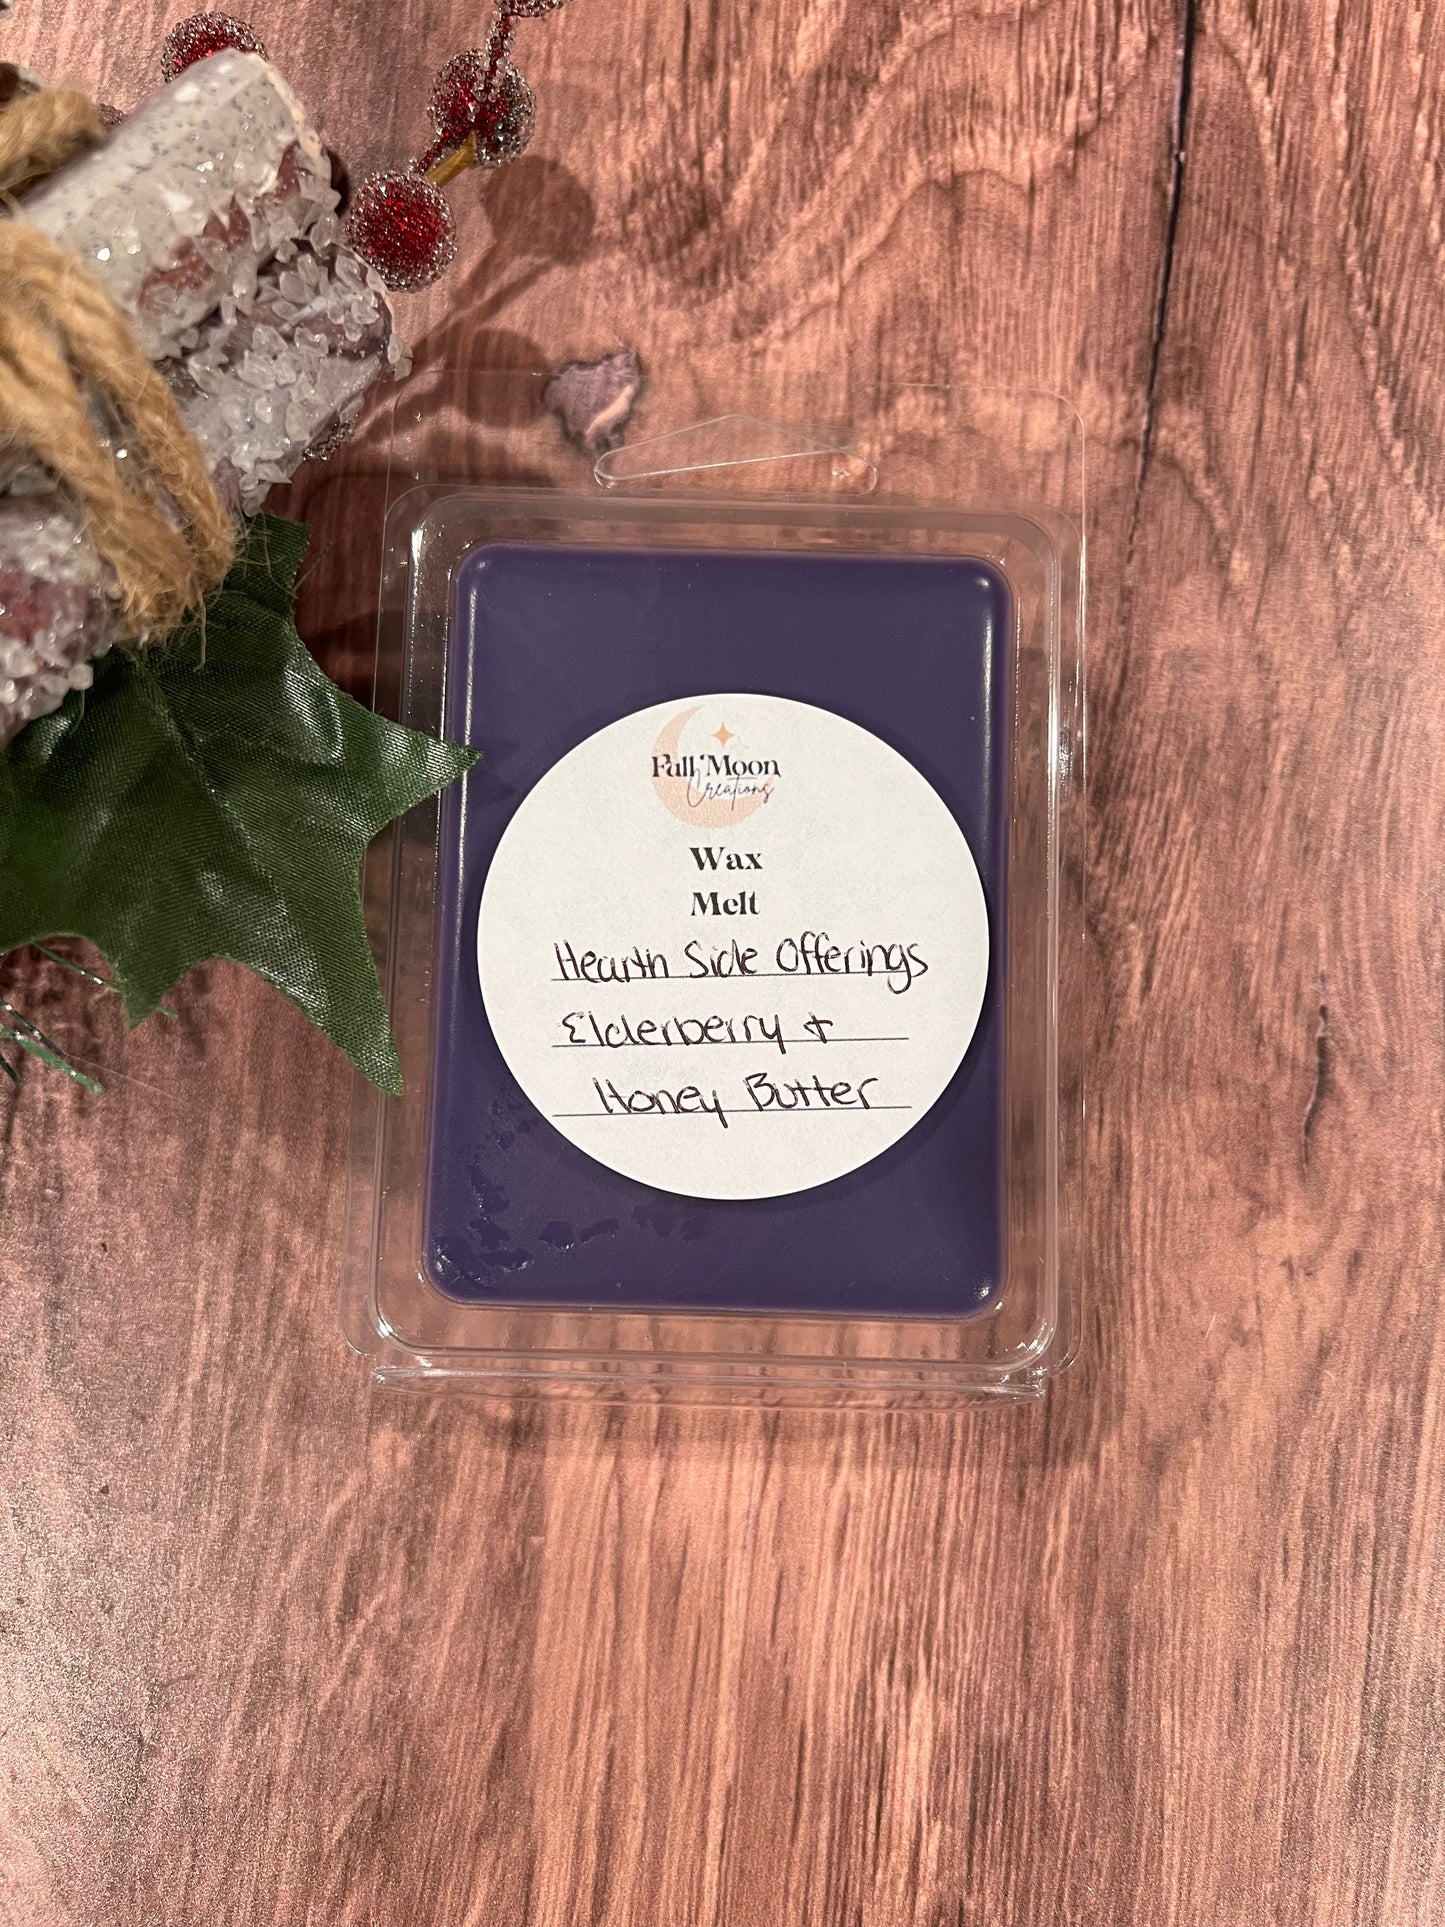 Full Moon
Creations
Wax
Melt
Hearth Side Offerings
Elderberry &
Honey Butter